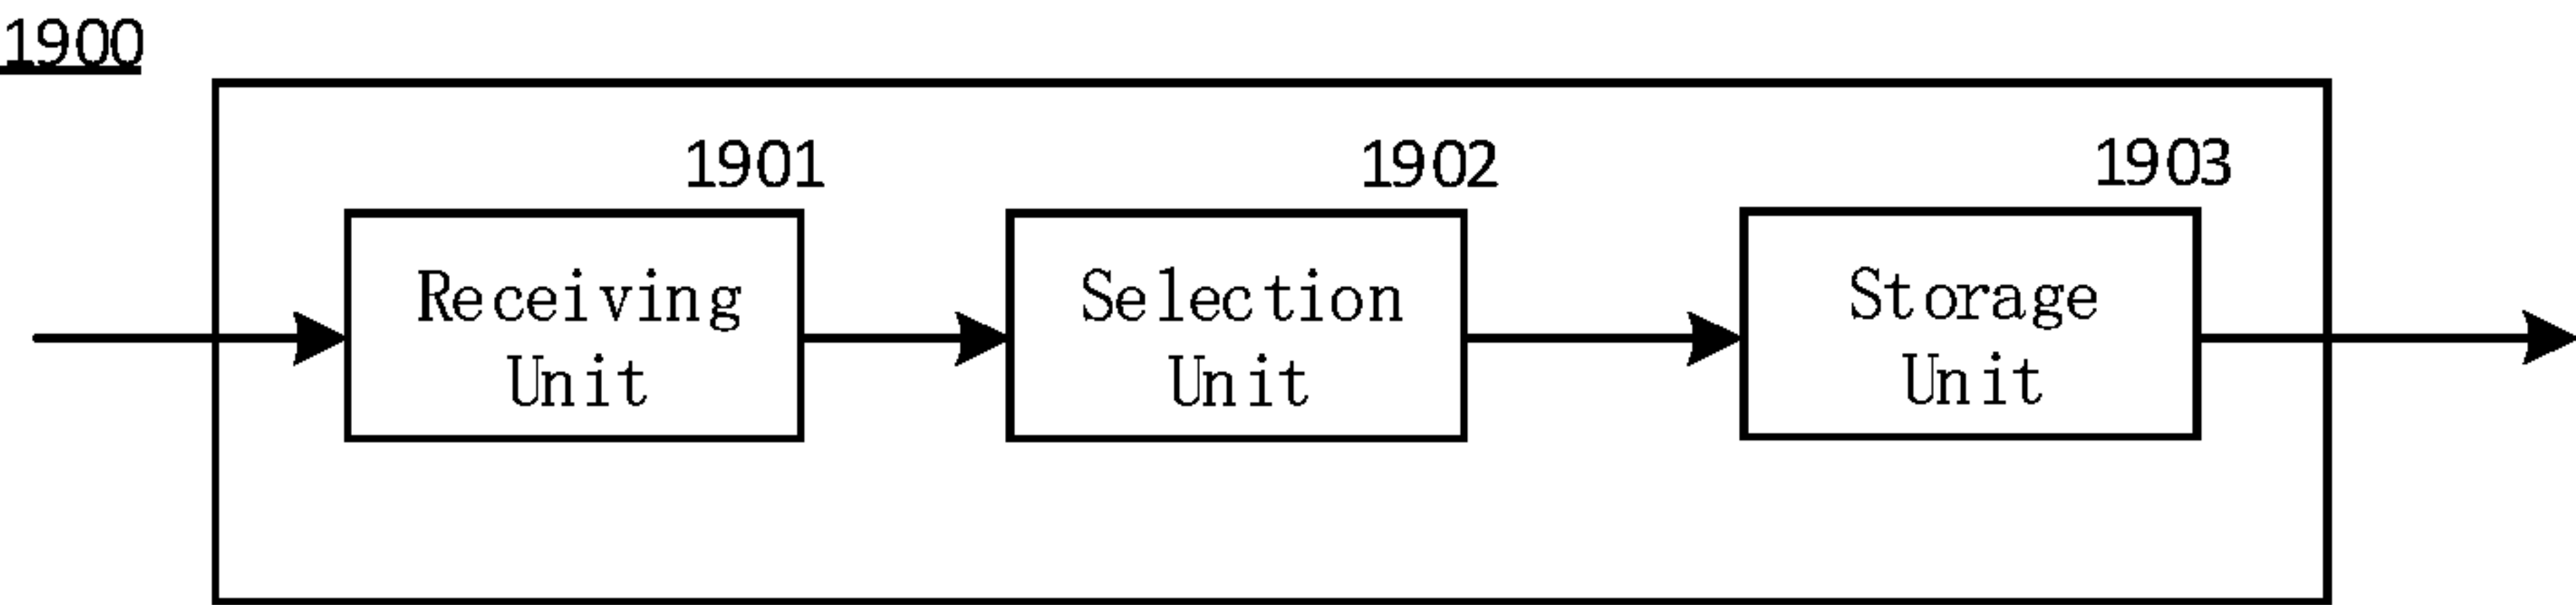 1900
1901
1902
1903
Receiving
Unit
Selection
Unit
Storage
Unit